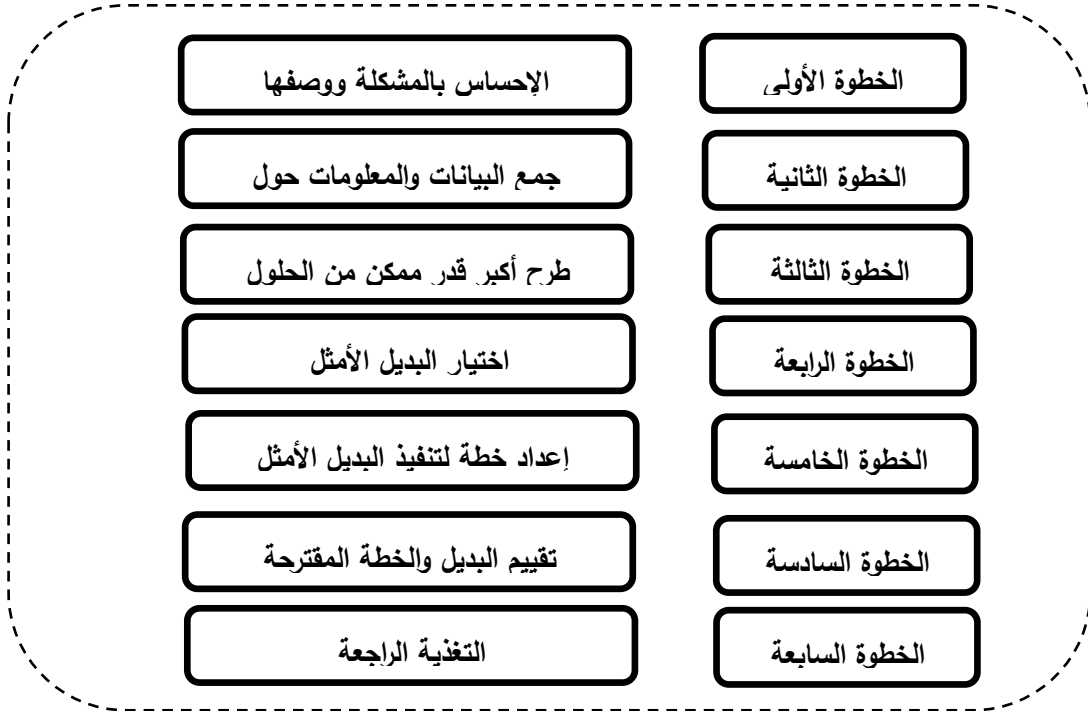 الخطوة الأولى
الإحساس بالمشكلة ووصفها
الخطوة الثانية
جمع البيانات والمعلومات حول
الخطوة الثالثة
طرح أكبر قدر ممكن من الحلول
الخطوة الرابعة
اختيار البديل الأمثل
الخطوة الخامسة
إعداد خطة لتنفيذ البديل الأمثل
الخطوة السادسة
تقييم البديل والخطة المقترحة
الخطوة السابعة
التغذية الراجعة